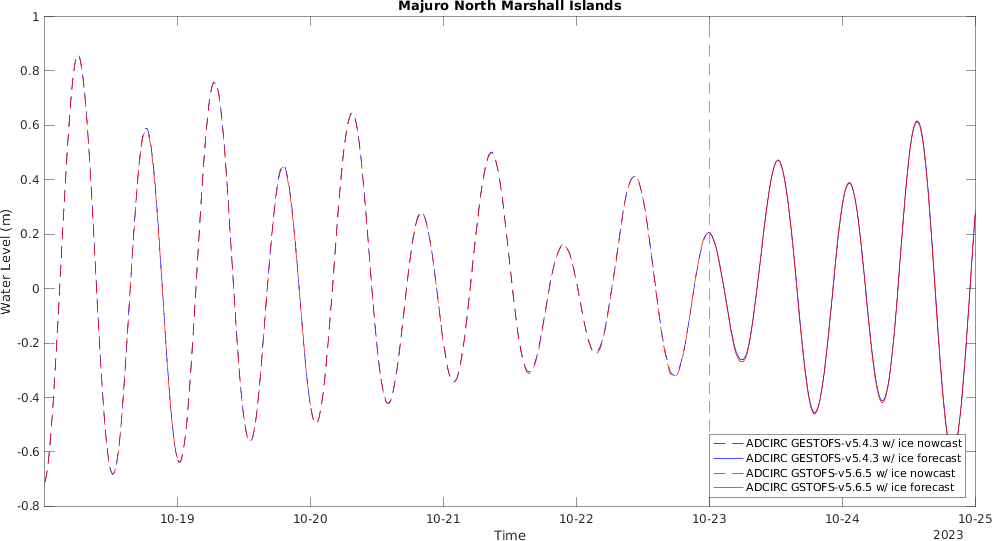 Majuro North Marshall Islands
Water Level (m)
1
0.8
0.6
0.4
0.2
0
-0.2
-0.4
-0.6
-0.8
ADCIRC GESTOFS-v5.4.3 w/ ice nowcast
ADCIRC GESTOFS-v5.4.3 w/ ice forecast
ADCIRC GSTOFS-v5.6.5 w/ ice nowcast
ADCIRC GSTOFS-v5.6.5 w/ ice forecast
10-19 10-20 10-21 10-22 10-23 10-24 10-25
Time
2023